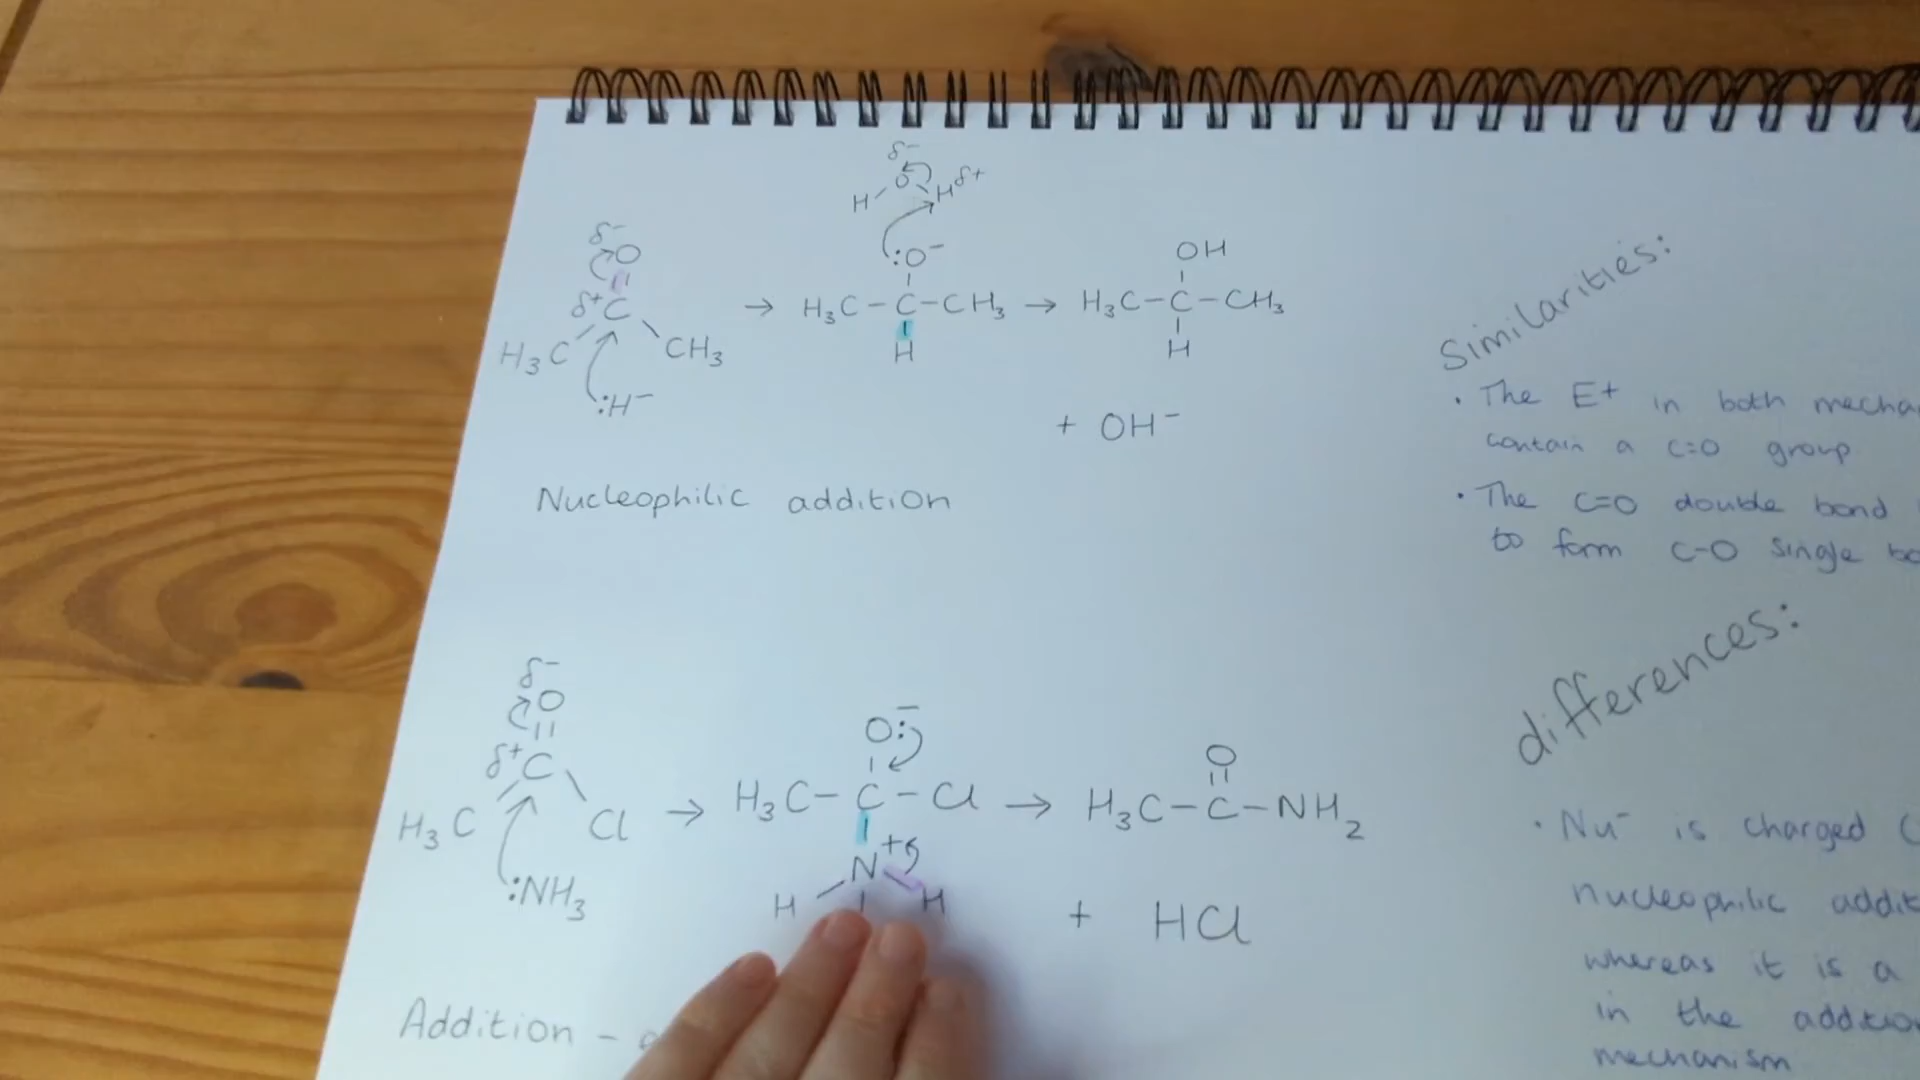 δ-
O
H
H δ+
δ-
O
δ+ C
H₃C
CH₃
:H⁻
→
:O⁻
H₃C-C-CH₃
H
→
OH
H₃C-C-CH₃
H
+ OH⁻
Nucleophilic addition
δ-
O
δ+ C
H₃C
Cl
:NH₃
→
O:⁻
H₃C-C-Cl
N+
H
H
→
O
H₃C-C-NH₂
+ HCl
Addition -
Similarities:
• The E+ in both
contain a C=O group
• The C=O double bond
to form C-O single
differences:
• Nu⁻ is charged
nucleophilic
whereas it is a
in the
mechanism